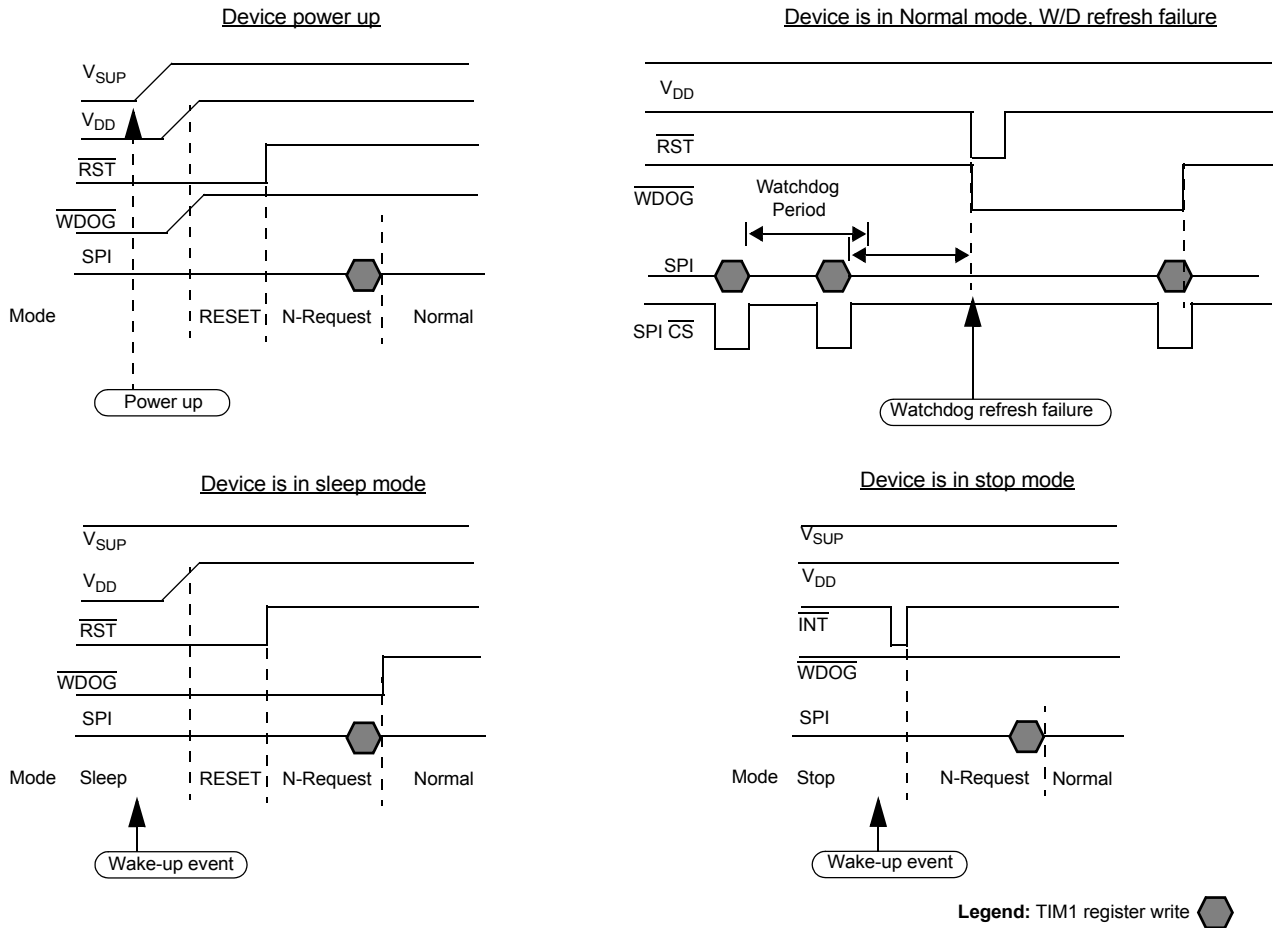 Device power up
V_SUP
V_DD
RST
WDOG
SPI
Mode RESET N-Request Normal
Power up
Device is in Normal mode, W/D refresh failure
V_DD
RST
WDOG
Watchdog
Period
SPI
SPI CS
Watchdog refresh failure
Device is in sleep mode
V_SUP
V_DD
RST
WDOG
SPI
Mode Sleep RESET N-Request Normal
Wake-up event
Device is in stop mode
V_SUP
V_DD
INT
WDOG
SPI
Mode Stop N-Request Normal
Wake-up event
Legend: TIM1 register write